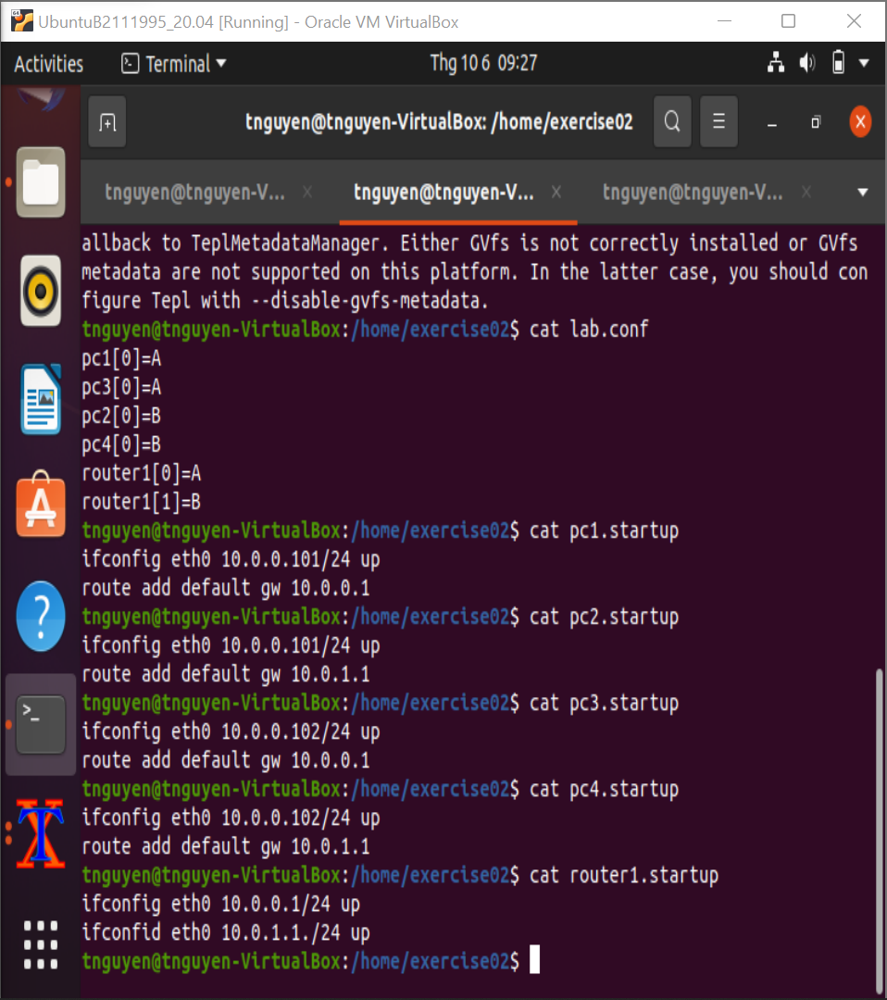 UbuntuB2111995_20.04 [Running] - Oracle VM VirtualBox
Activities
Terminal
Thg 10 6 09:27
tnguyen@tnguyen-VirtualBox: /home/exercise02
tnguyen@tnguyen-V...
tnguyen@tnguyen-V...
tnguyen@tnguyen-V...
allback to TeplMetadataManager. Either GVfs is not correctly installed or GVfs
metadata are not supported on this platform. In the latter case, you should con
figure Tepl with --disable-gvfs-metadata.
tnguyen@tnguyen-VirtualBox:/home/exercise02$ cat lab.conf
pc1[0]=A
pc3[0]=A
pc2[0]=B
pc4[0]=B
router1[0]=A
router1[1]=B
tnguyen@tnguyen-VirtualBox:/home/exercise02$ cat pc1.startup
ifconfig eth0 10.0.0.101/24 up
route add default gw 10.0.0.1
tnguyen@tnguyen-VirtualBox:/home/exercise02$ cat pc2.startup
ifconfig eth0 10.0.0.101/24 up
route add default gw 10.0.1.1
tnguyen@tnguyen-VirtualBox:/home/exercise02$ cat pc3.startup
ifconfig eth0 10.0.0.102/24 up
route add default gw 10.0.0.1
tnguyen@tnguyen-VirtualBox:/home/exercise02$ cat pc4.startup
ifconfig eth0 10.0.0.102/24 up
route add default gw 10.0.1.1
tnguyen@tnguyen-VirtualBox:/home/exercise02$ cat router1.startup
ifconfig eth0 10.0.0.1/24 up
ifconfid eth0 10.0.1.1./24 up
tnguyen@tnguyen-VirtualBox:/home/exercise02$